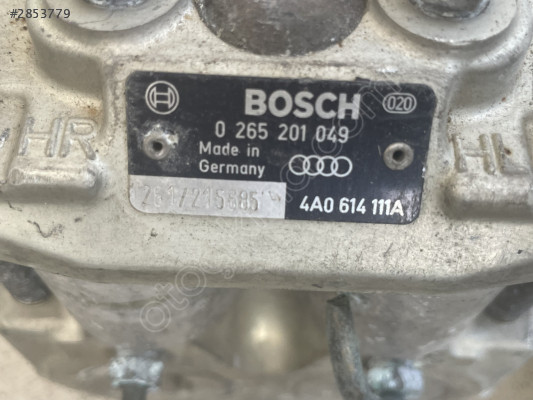 #2853779
BOSCH
020
0 265 201 049
Made in
Germany
4A0 614 111A
HR
HL